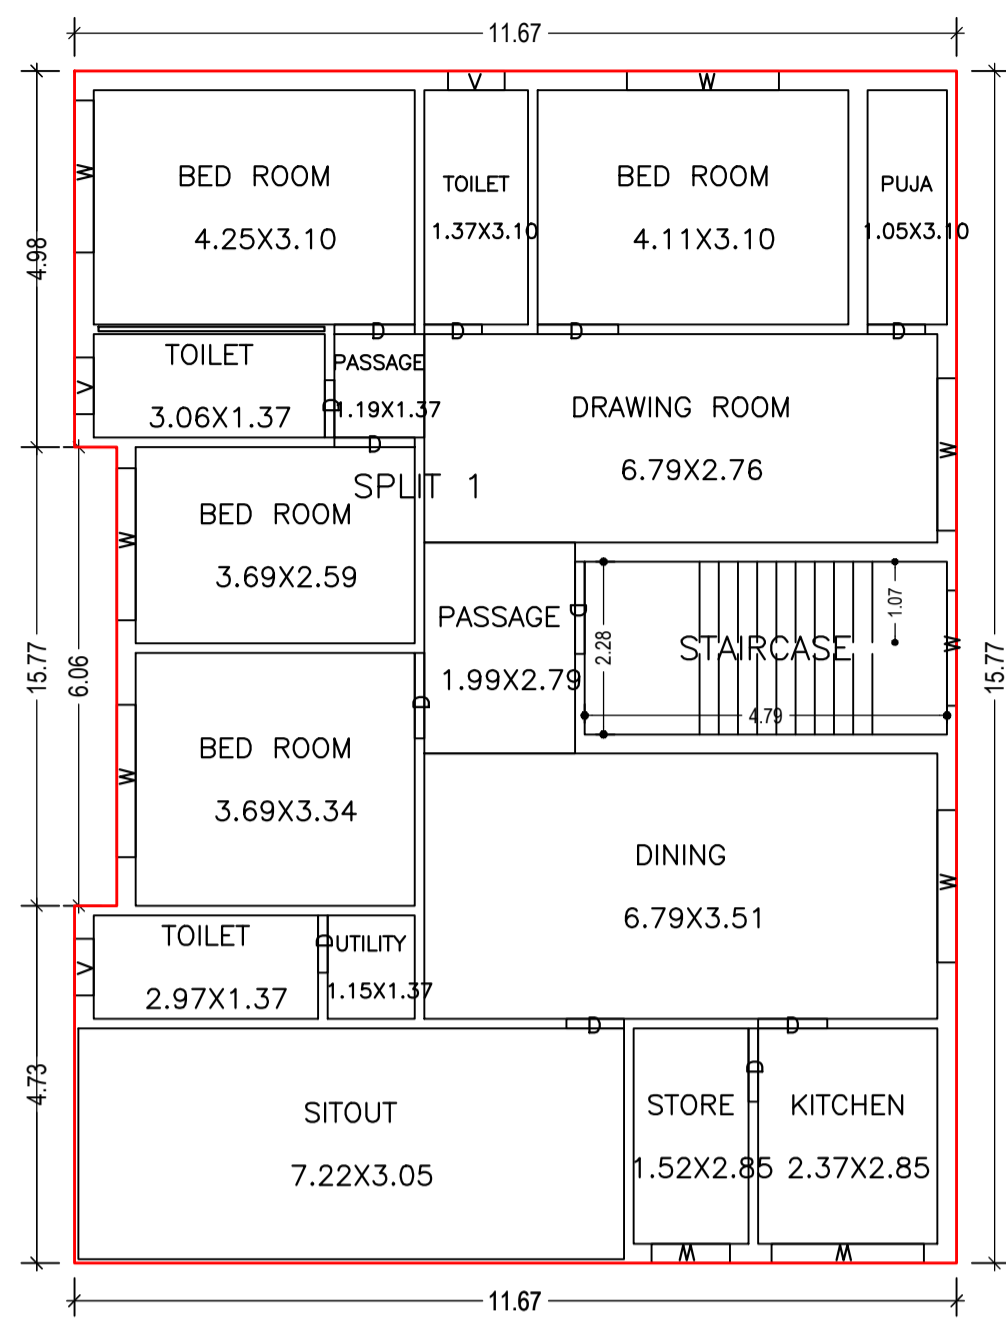 11.67
V
W
BED ROOM
4.25X3.10
TOILET
1.37X3.10
BED ROOM
4.11X3.10
PUJA
1.05X3.10
W
4.98
D
D
D
D
TOILET
3.06X1.37
V
D
PASSAGE
1.19X1.37
D
DRAWING ROOM
6.79X2.76
W
SPLIT 1
BED ROOM
3.69X2.59
W
PASSAGE
1.99X2.79
D
STAIRCASE
2.28
1.07
4.79
W
15.77
6.06
15.77
BED ROOM
3.69X3.34
W
D
DINING
6.79X3.51
W
TOILET
2.97X1.37
V
D
UTILITY
1.15X1.37
D
D
4.73
SITOUT
7.22X3.05
STORE
1.52X2.85
D
KITCHEN
2.37X2.85
W
W
11.67